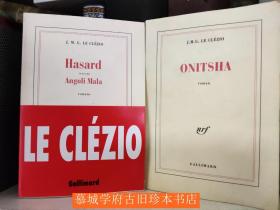 J. M. G. LE CLÉZIO
Hasard
suivi de
Angoli Mala
romans
LE CLÉZIO
Gallimard
J.M.G. LE CLÉZIO
ONITSHA
roman
nrf
GALLIMARD
慕城学府古旧珍本书店